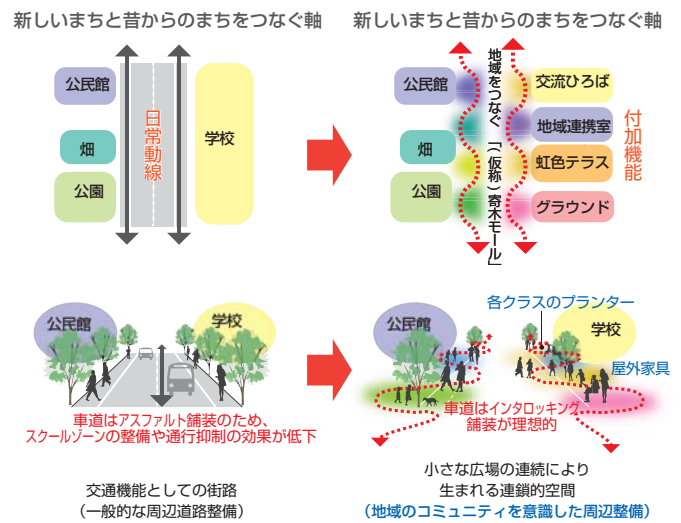 新しいまちと昔からのまちをつなぐ軸
公民館
畑
公園
日常動線
学校
新しいまちと昔からのまちをつなぐ軸
公民館
畑
公園
地域をつなぐ「(仮称)寄木モール」
交流ひろば
地域連携室
虹色テラス
グラウンド
付加機能
公民館
学校
車道はアスファルト舗装のため、
スクールゾーンの整備や通行抑制の効果が低下
交通機能としての街路
(一般的な周辺道路整備)
各クラスのプランター
公民館
学校
屋外家具
車道はインタロッキング
舗装が理想的
小さな広場の連続により
生まれる連鎖的空間
(地域のコミュニティを意識した周辺整備)